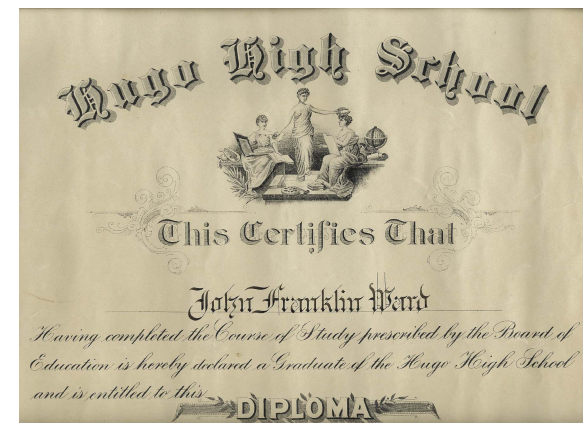 Hugo High School
This Certifies That
John Franklin Ward
Having completed the Course of Study prescribed by the Board of
Education is hereby declared a Graduate of the Hugo High School
and is entitled to this
DIPLOMA